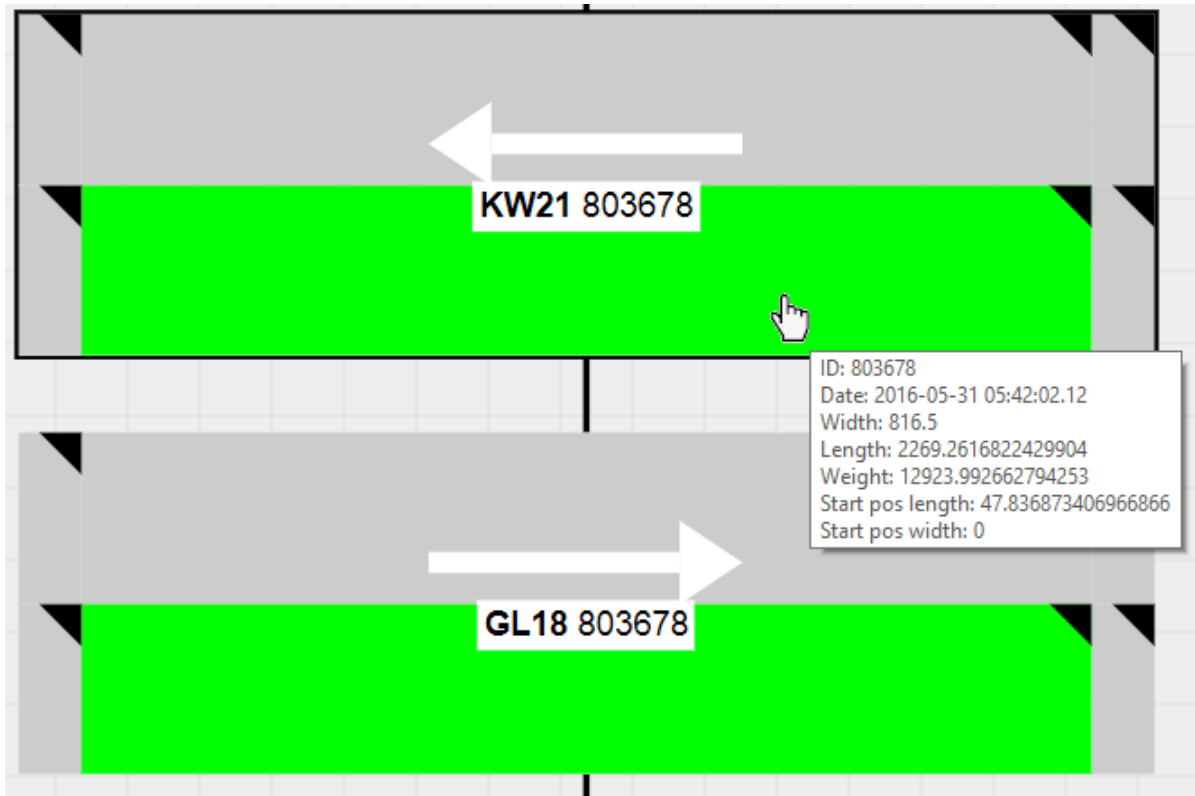 KW21 803678
ID: 803678
Date: 2016-05-31 05:42:02.12
Width: 816.5
Length: 2269.2616822429904
Weight: 12923.992662794253
Start pos length: 47.836873406966866
Start pos width: 0
GL18 803678